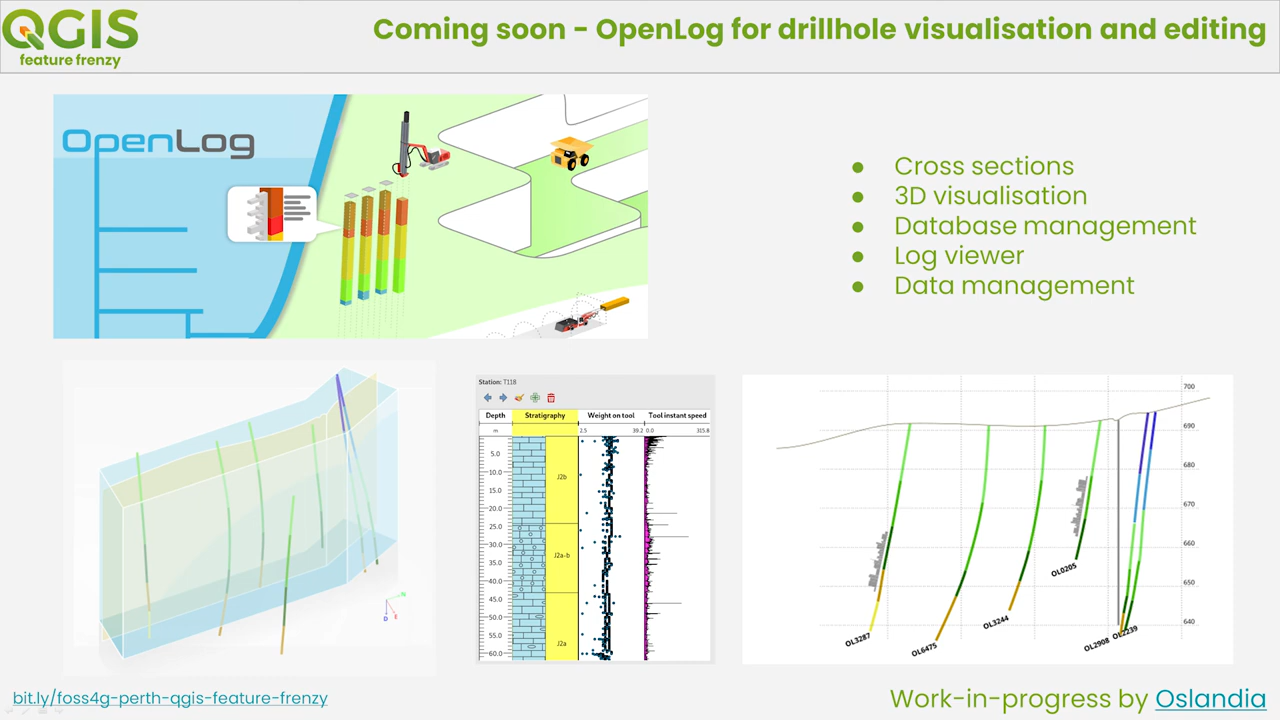 QGIS
feature frenzy
Coming soon - OpenLog for drillhole visualisation and editing
OpenLog
● Cross sections
● 3D visualisation
● Database management
● Log viewer
● Data management
Station: T118
Depth Stratigraphy Weight on tool Tool instant speed
m 2.5 39.2 0.0 315.8
5.0
10.0
J2b
15.0
20.0
25.0
30.0
J2a-b
35.0
40.0
45.0
50.0
55.0
J2a
60.0
700
690
680
670
660
650
640
OL3287
OL6475
OL3244
OL0205
OL2908
OL2239
D
E
bit.ly/foss4g-perth-qgis-feature-frenzy
Work-in-progress by Oslandia